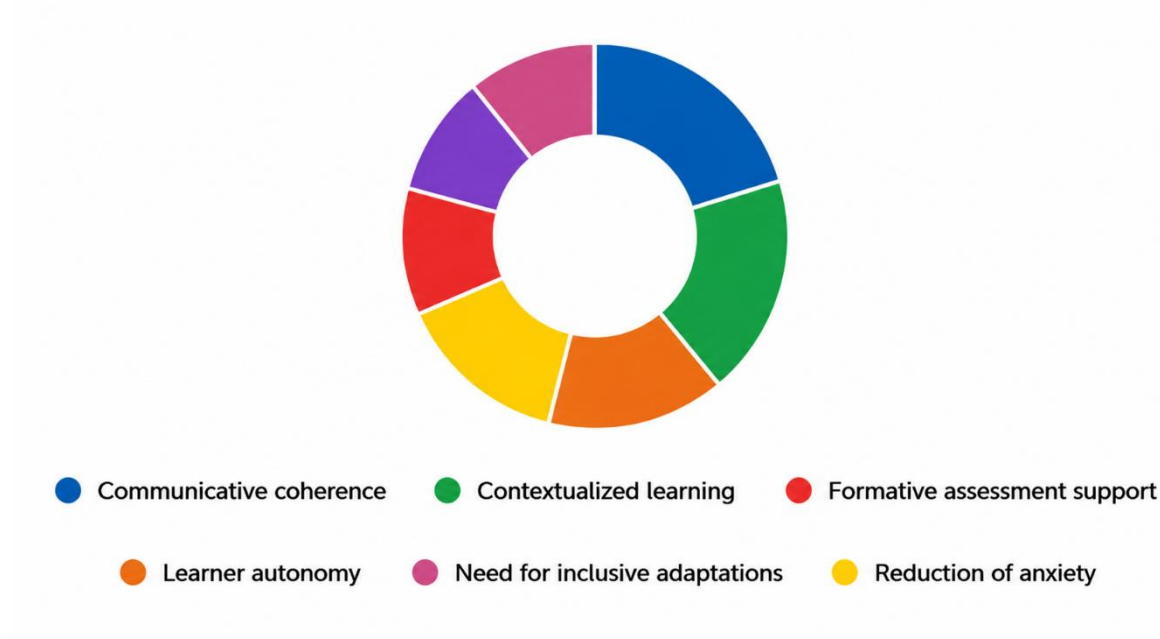 Communicative coherence Contextualized learning Formative assessment support
Learner autonomy Need for inclusive adaptations Reduction of anxiety